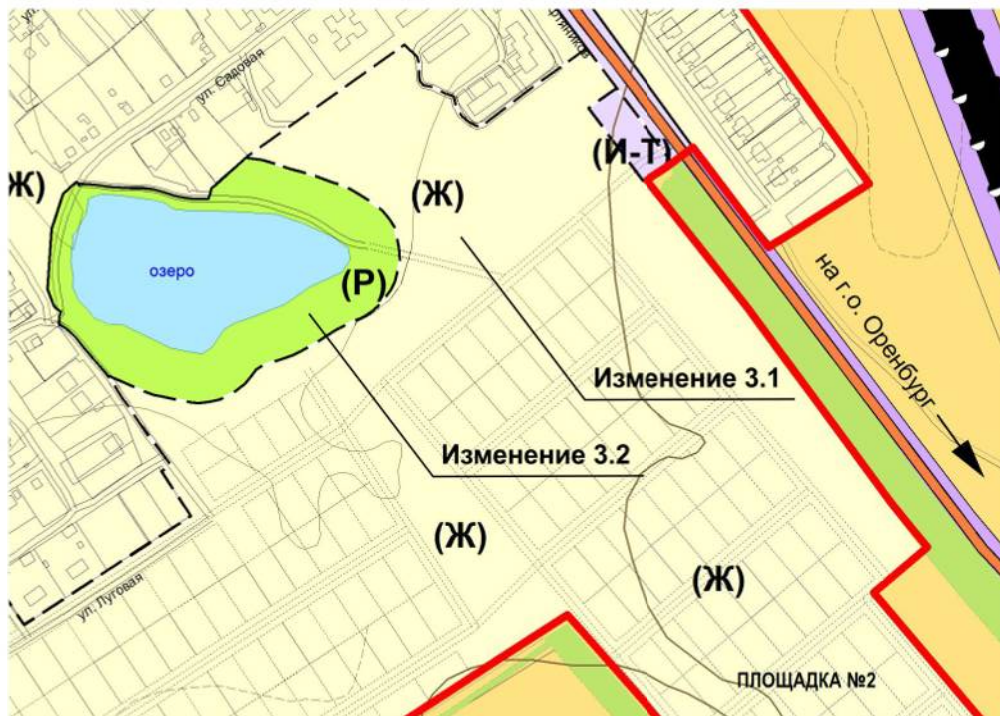 ул. Садовая
(И-Т)
Ж)
(Ж)
озеро
(Р)
на г.о. Оренбург
Изменение 3.1
Изменение 3.2
(Ж)
(Ж)
ул. Луговая
ПЛОЩАДКА №2